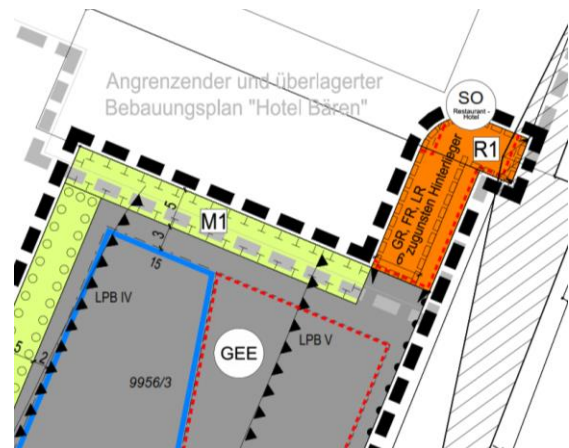 Angrenzender und überlagerter
Bebauungsplan "Hotel Bären"
SO
Restaurant -
Hotel
R1
GR, FR, LR
zugunsten Hinterlieger
6
M1
5
3
15
LPB IV
LPB V
GEE
9956/3
5
2